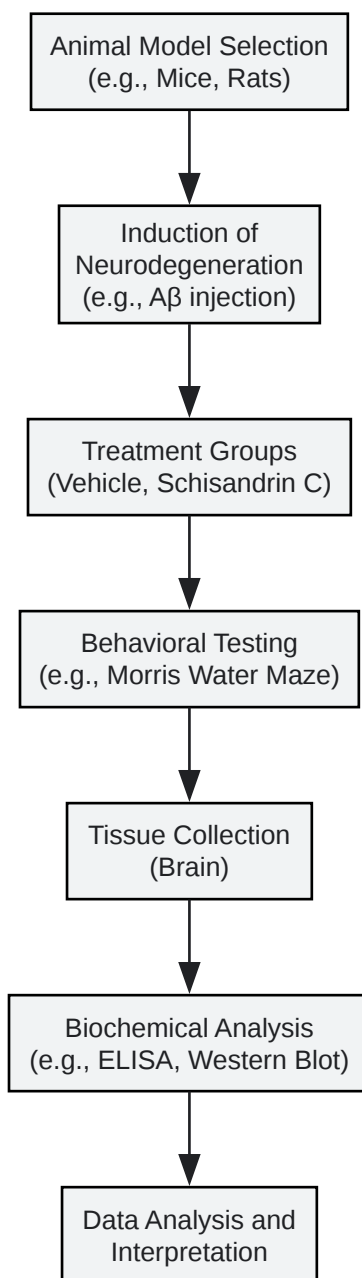 Animal Model Selection
(e.g., Mice, Rats)
Induction of
Neurodegeneration
(e.g., Aβ injection)
Treatment Groups
(Vehicle, Schisandrin C)
Behavioral Testing
(e.g., Morris Water Maze)
Tissue Collection
(Brain)
Biochemical Analysis
(e.g., ELISA, Western Blot)
Data Analysis and
Interpretation